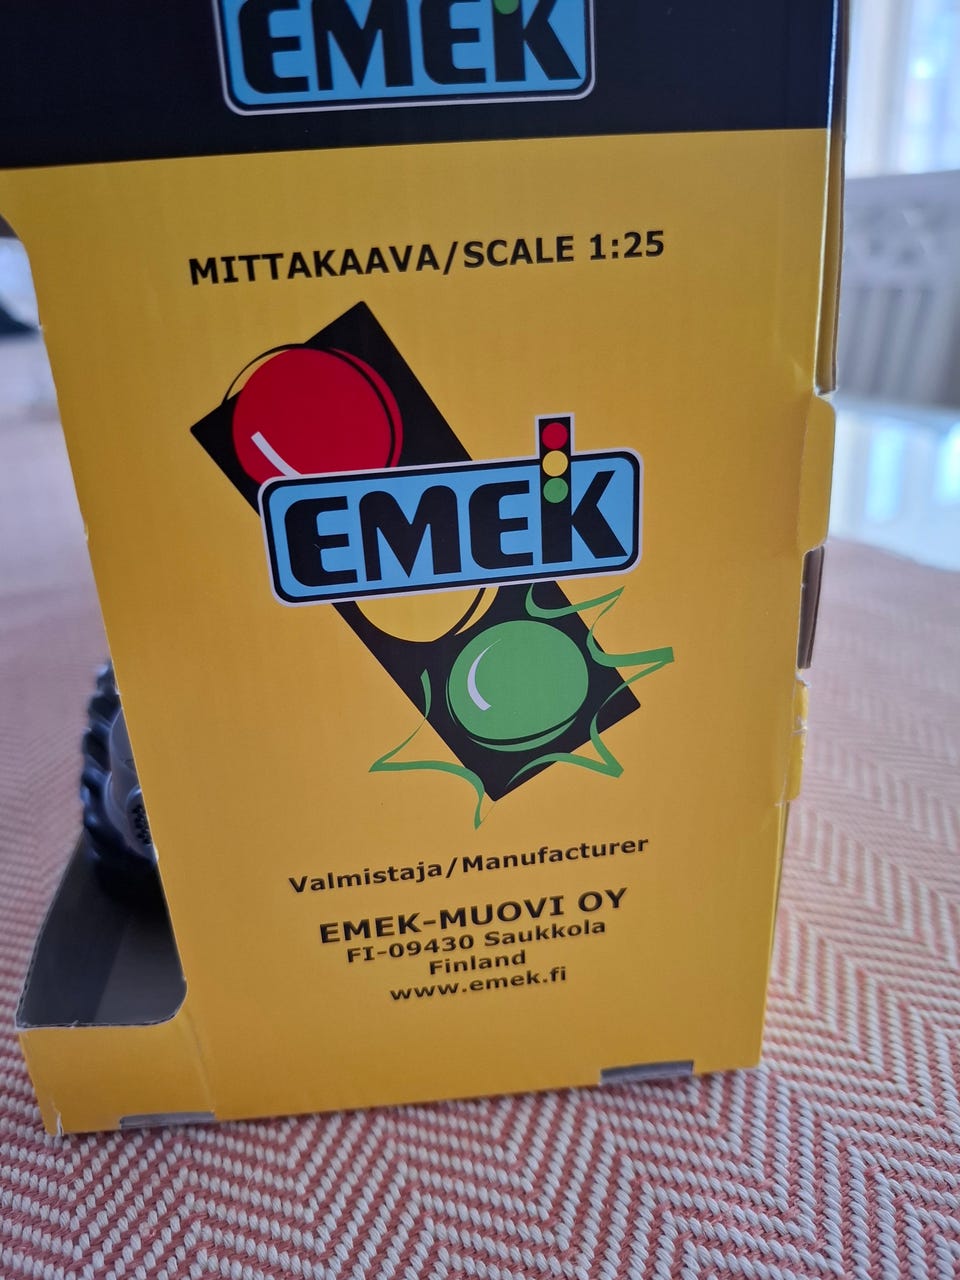 EMEK
MITTAKAAVA/SCALE 1:25
EMEK
Valmistaja/Manufacturer
EMEK-MUOVI OY
FI-09430 Saukkola
Finland
www.emek.fi